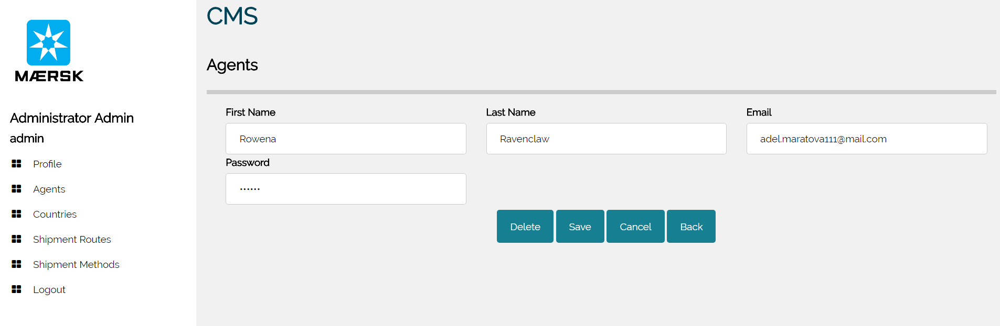 MÆRSK
Administrator Admin
admin
Profile
Agents
Countries
Shipment Routes
Shipment Methods
Logout
CMS
Agents
First Name
Rowena
Last Name
Ravenclaw
Email
adel.maratova111@mail.com
Password
••••••
Delete Save Cancel Back